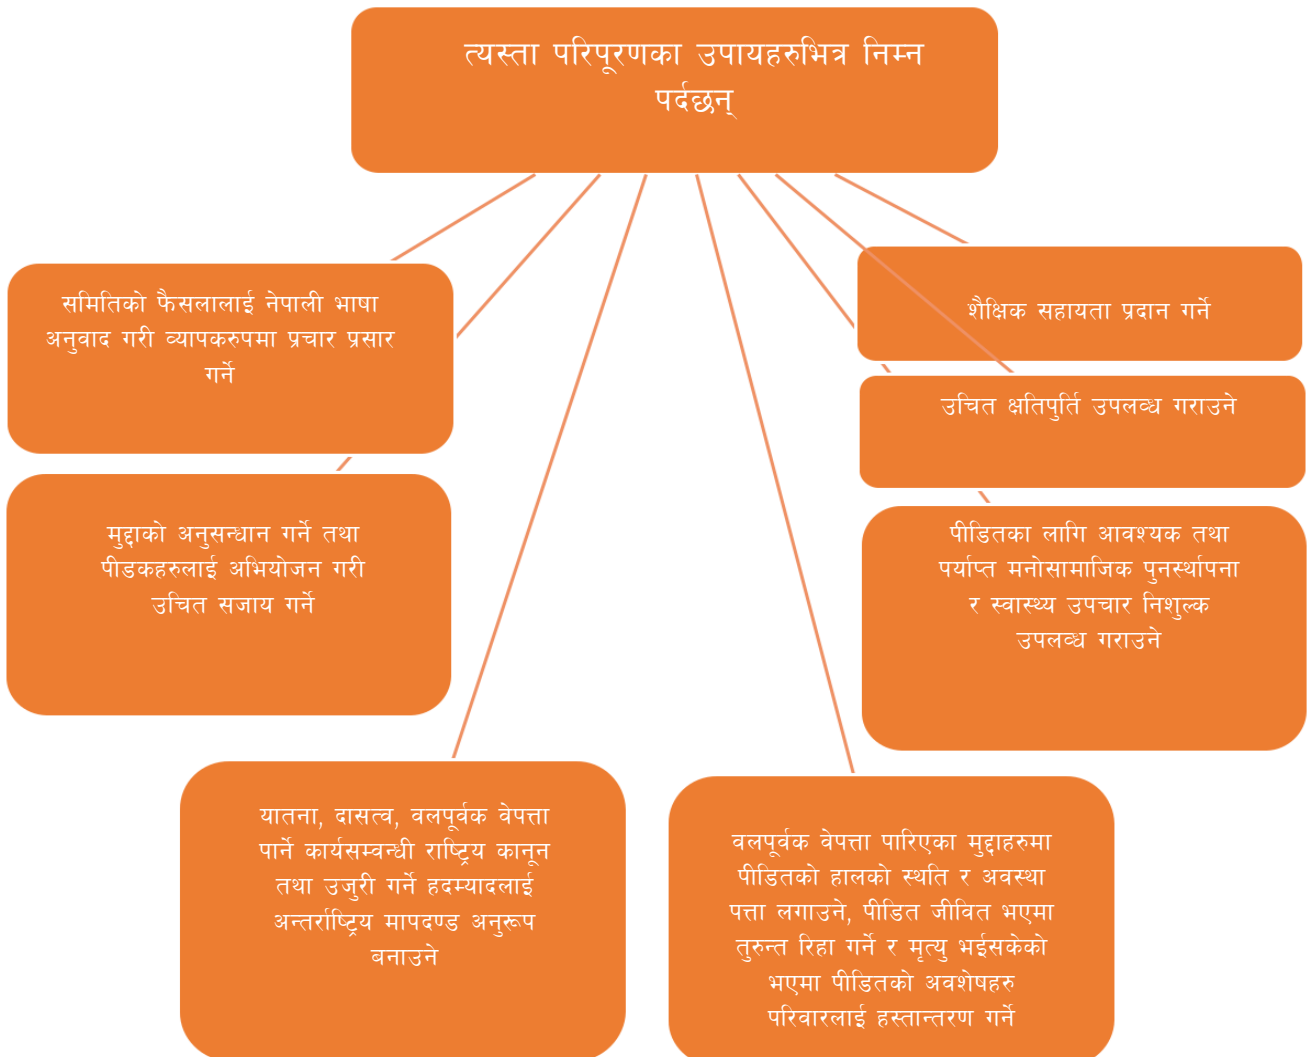 त्यस्ता परिपूरणका उपायहरुभित्र निम्न
पर्दछन्
समितिको फैसलालाई नेपाली भाषा
अनुवाद गरी व्यापकरुपमा प्रचार प्रसार
गर्ने
मुद्दाको अनुसन्धान गर्ने तथा
पीडकहरुलाई अभियोजन गरी
उचित सजाय गर्ने
यातना, दासत्व, वलपूर्वक वेपत्ता
पार्ने कार्यसम्वन्धी राष्ट्रिय कानून
तथा उजुरी गर्ने हदम्यादलाई
अन्तर्राष्ट्रिय मापदण्ड अनुरूप
बनाउने
वलपूर्वक वेपत्ता पारिएका मुद्दाहरुमा
पीडितको हालको स्थति र अवस्था
पत्ता लगाउने, पीडित जीवित भएमा
तुरुन्त रिहा गर्ने र मृत्यु भईसकेको
भएमा पीडितको अवशेषहरु
परिवारलाई हस्तान्तरण गर्ने
शैक्षिक सहायता प्रदान गर्ने
उचित क्षतिपुर्ति उपलव्ध गराउने
पीडितका लागि आवश्यक तथा
पर्याप्त मनोसामाजिक पुनर्स्थापना
र स्वास्थ्य उपचार निशुल्क
उपलव्ध गराउने